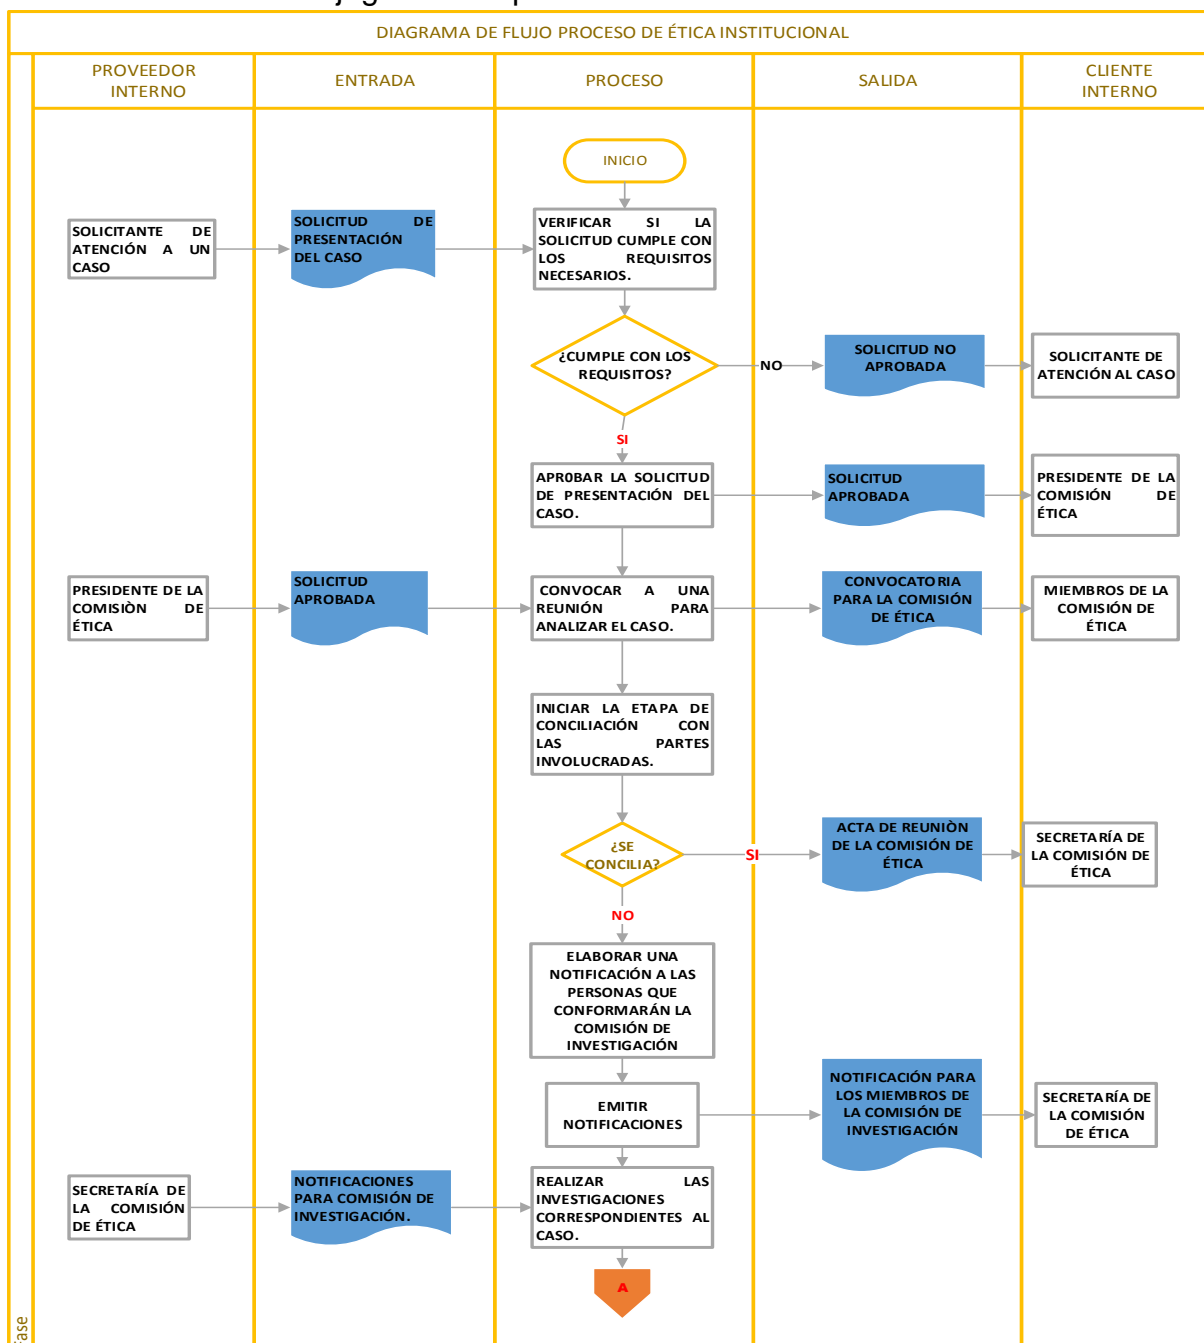 DIAGRAMA DE FLUJO PROCESO DE ÉTICA INSTITUCIONAL
PROVEEDOR
INTERNO
ENTRADA
PROCESO
SALIDA
CLIENTE
INTERNO
INICIO
SOLICITANTE DE
ATENCIÓN A UN
CASO
SOLICITUD DE
PRESENTACIÓN
DEL CASO
VERIFICAR SI LA
SOLICITUD CUMPLE CON
LOS REQUISITOS
NECESARIOS.
¿CUMPLE CON LOS
REQUISITOS?
NO
SOLICITUD NO
APROBADA
SOLICITANTE DE
ATENCIÓN AL CASO
SI
APR0BAR LA SOLICITUD
DE PRESENTACIÓN DEL
CASO.
SOLICITUD
APROBADA
PRESIDENTE DE LA
COMISIÓN DE
ÉTICA
PRESIDENTE DE LA
COMISIÒN DE
ÉTICA
SOLICITUD
APROBADA
CONVOCAR A UNA
REUNIÓN PARA
ANALIZAR EL CASO.
CONVOCATORIA
PARA LA COMISIÓN
DE ÉTICA
MIEMBROS DE LA
COMISIÓN DE
ÉTICA
INICIAR LA ETAPA DE
CONCILIACIÓN CON
LAS PARTES
INVOLUCRADAS.
¿SE
CONCILIA?
SI
ACTA DE REUNIÒN
DE LA COMISIÓN DE
ÉTICA
SECRETARÍA DE
LA COMISIÓN DE
ÉTICA
NO
ELABORAR UNA
NOTIFICACIÓN A LAS
PERSONAS QUE
CONFORMARÁN LA
COMISIÓN DE
INVESTIGACIÓN
EMITIR
NOTIFICACIONES
NOTIFICACIÓN PARA
LOS MIEMBROS DE
LA COMISIÓN DE
INVESTIGACIÓN
SECRETARÍA DE
LA COMISIÓN
DE ÉTICA
SECRETARÍA DE
LA COMISIÓN
DE ÉTICA
NOTIFICACIONES
PARA COMISIÓN DE
INVESTIGACIÓN.
REALIZAR LAS
INVESTIGACIONES
CORRESPONDIENTES AL
CASO.
A